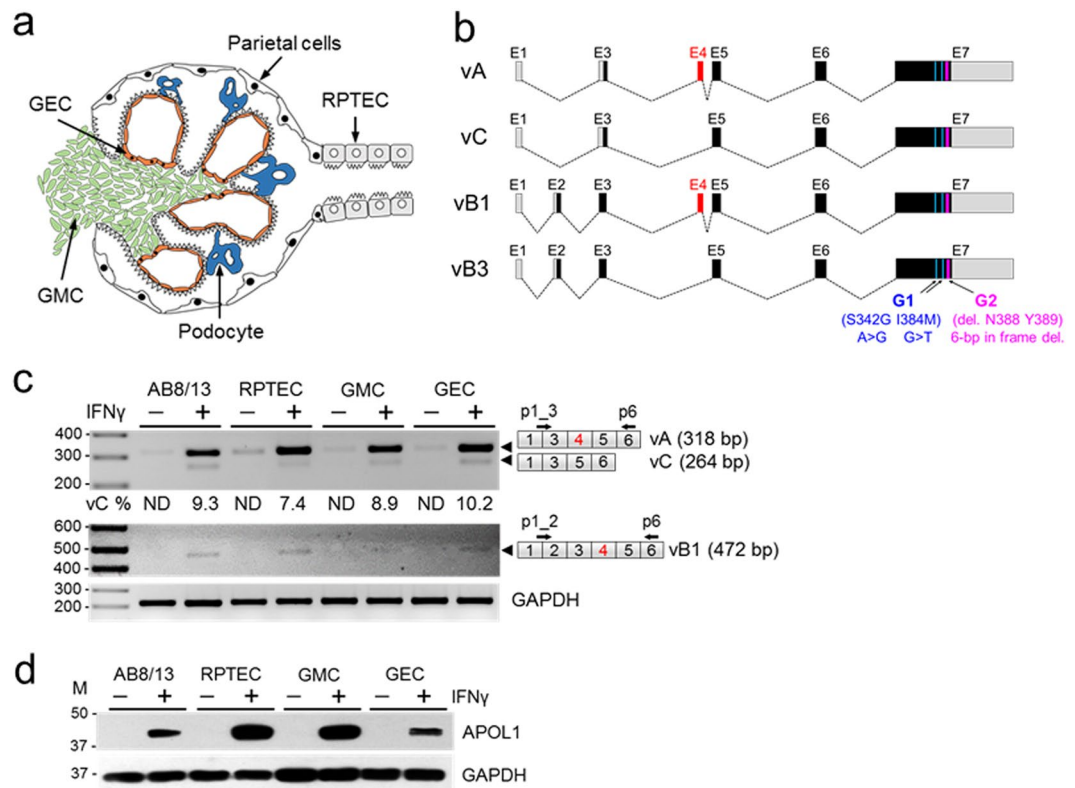 a
Parietal cells
GEC
RPTEC
GMC
Podocyte
b
vA
E1 E3 E4 E5 E6 E7
vC
E1 E3 E5 E6 E7
vB1
E1 E2 E3 E4 E5 E6 E7
vB3
E1 E2 E3 E5 E6 E7
G1 G2
(S342G I384M) (del. N388 Y389)
A>G G>T 6-bp in frame del.
c
AB8/13 RPTEC GMC GEC
IFNγ – + – + – + – +
400
300
200
p1_3 p6
1 3 4 5 6 vA (318 bp)
1 3 5 6 vC (264 bp)
vC % ND 9.3 ND 7.4 ND 8.9 ND 10.2
600
500
400
p1_2 p6
1 2 3 4 5 6 vB1 (472 bp)
300
200
GAPDH
d
AB8/13 RPTEC GMC GEC
M – + – + – + – + IFNγ
50
37
APOL1
37
GAPDH